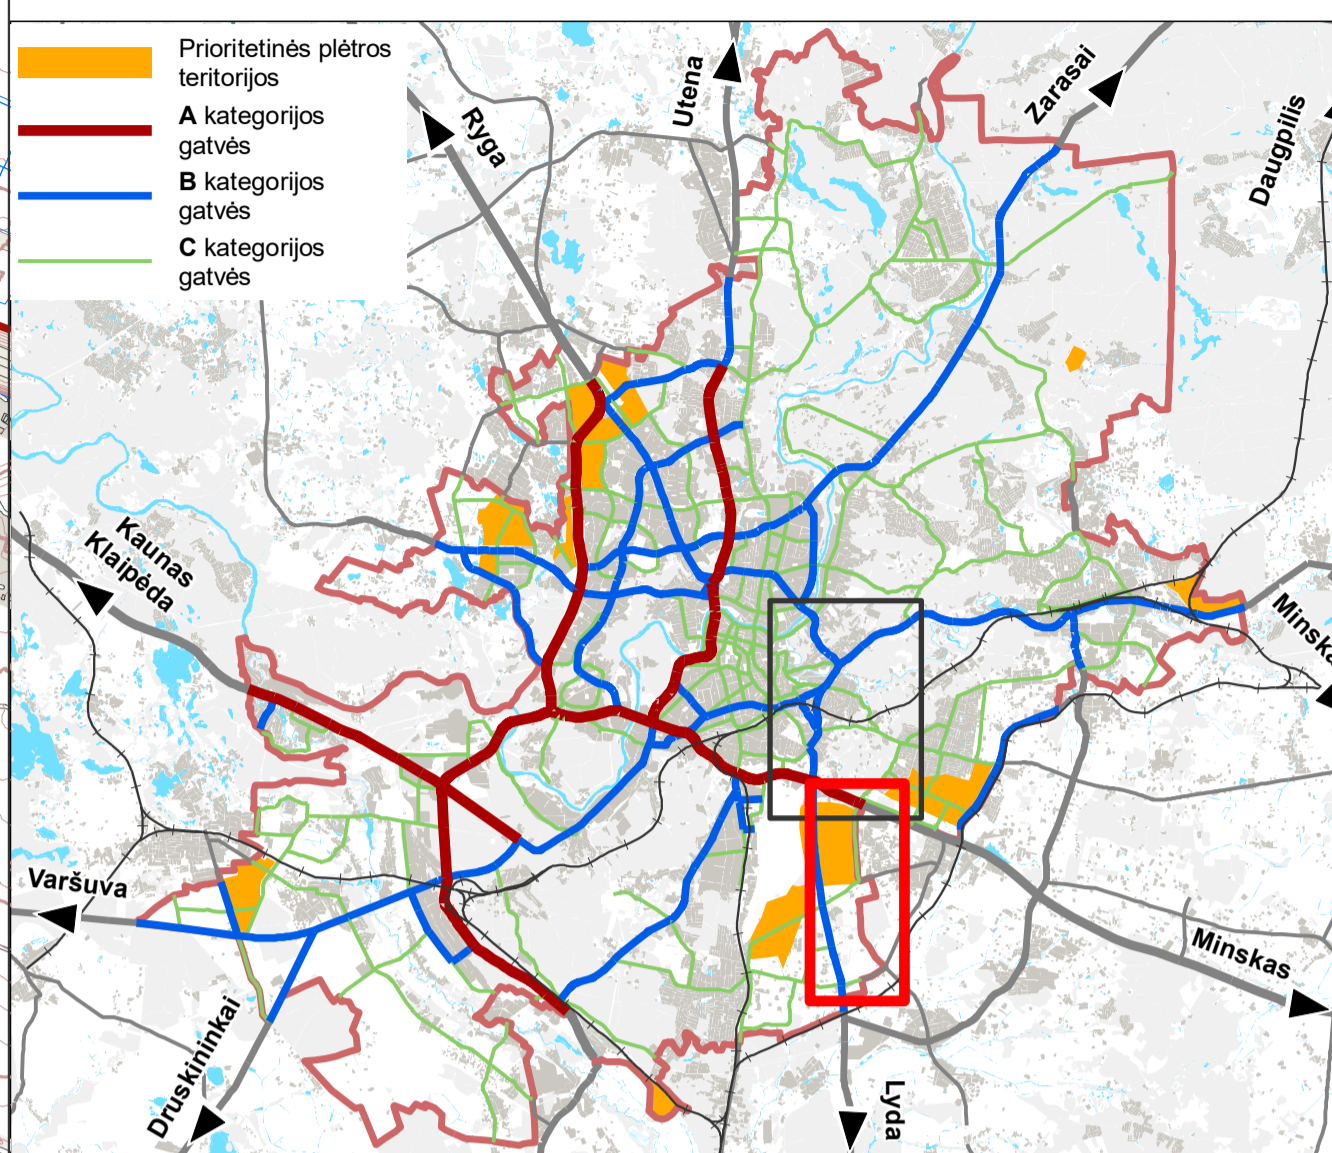 Prioritetinės plėtros
teritorijos
A kategorijos
gatvės
B kategorijos
gatvės
C kategorijos
gatvės
Ryga
Utena
Zarasai
Daugpilis
Kaunas
Klaipėda
Varšuva
Druskininkai
Lyda
Minskas